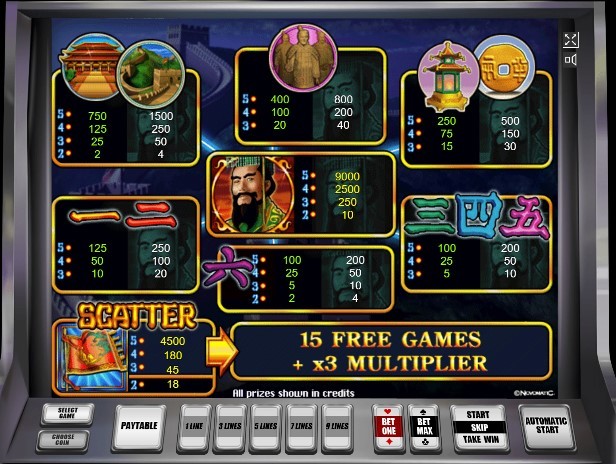 5 750 1500
4 125 250
3 25 50
2 2 4
5 400 800
4 100 200
3 20 40
5 250 500
4 75 150
3 15 30
5 9000
4 2500
3 250
2 10
一 二
5 125 250
4 50 100
3 10 20
六
5 100 200
4 25 50
3 5 10
2 2 4
三 四 五
5 100 200
4 25 50
3 5 10
SCATTER
5 4500
4 180
3 45
2 18
15 FREE GAMES
+ x3 MULTIPLIER
All prizes shown in credits
©NOVOMATIC
SELECT GAME
CHOOSE COIN
PAYTABLE
1 LINE
3 LINES
5 LINES
7 LINES
9 LINES
BET ONE
BET MAX
START
SKIP
TAKE WIN
AUTOMATIC START